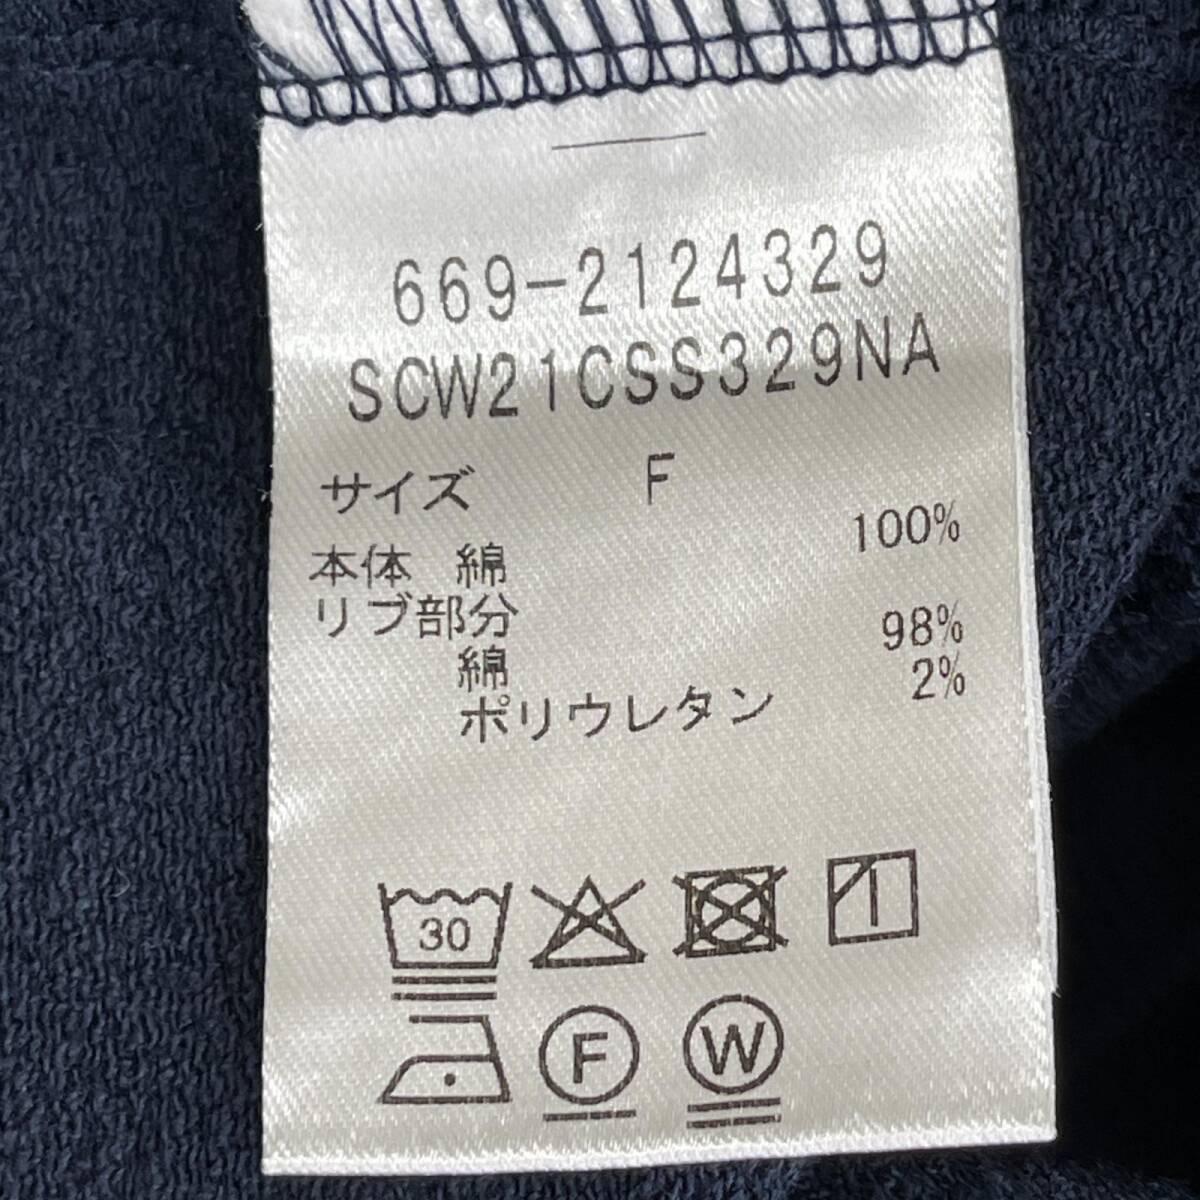 669-2124329
SCW21CSS329NA
サイズ F
本体 綿 100%
リブ部分
綿 98%
ポリウレタン 2%
30
F W